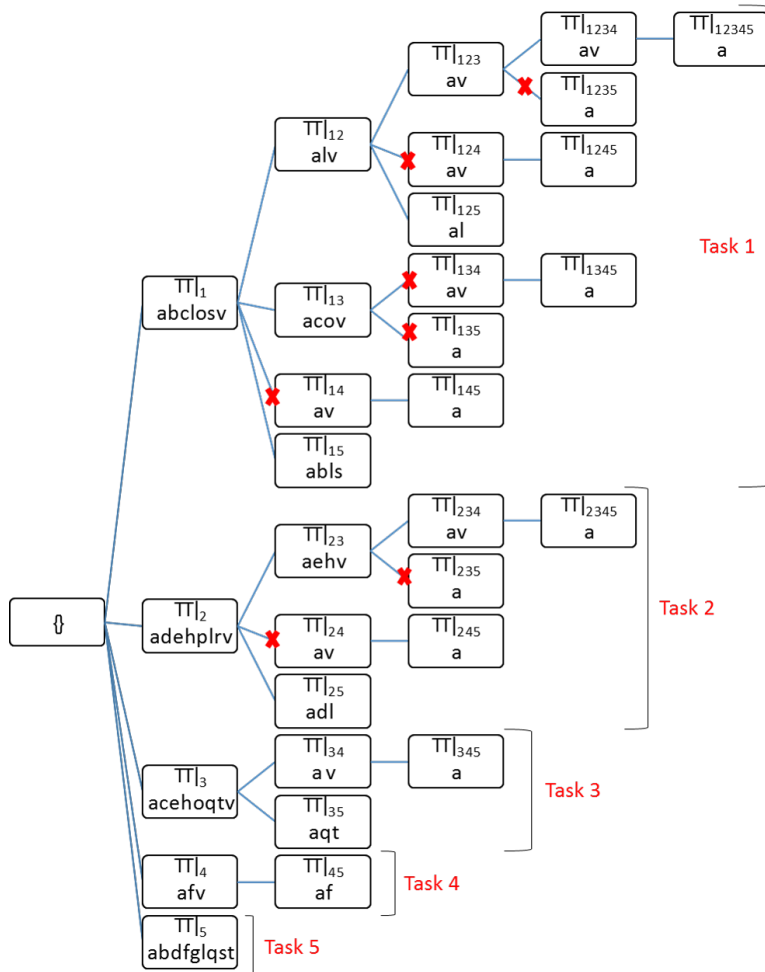 TT|1234
av
TT|12345
a
TT|123
av
TT|1235
a
TT|12
alv
TT|124
av
TT|1245
a
TT|125
al
Task 1
TT|1
abclosv
TT|13
acov
TT|134
av
TT|1345
a
TT|135
a
TT|14
av
TT|145
a
TT|15
abls
TT|23
aehv
TT|234
av
TT|2345
a
TT|235
a
{}
TT|2
adehplrv
Task 2
TT|24
av
TT|245
a
TT|25
adl
TT|3
acehoqtv
TT|34
av
TT|345
a
Task 3
TT|35
aqt
TT|4
afv
TT|45
af
Task 4
TT|5
abdfglqst
Task 5